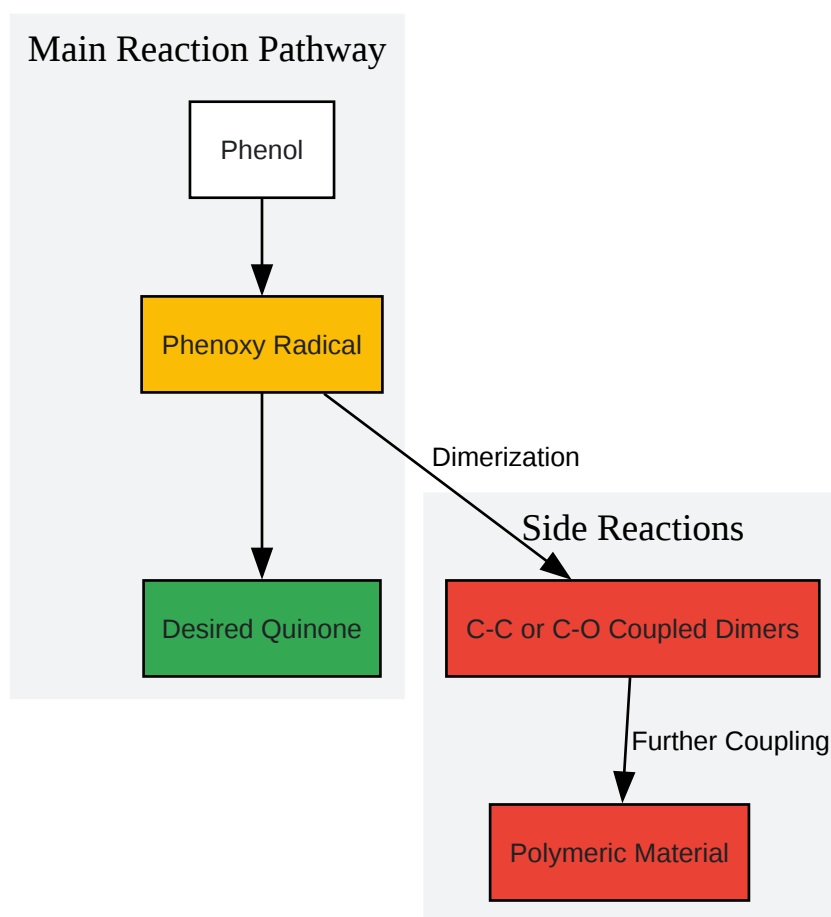 Main Reaction Pathway
Phenol
Phenoxy Radical
Dimerization
Side Reactions
Desired Quinone
C-C or C-O Coupled Dimers
Further Coupling
Polymeric Material